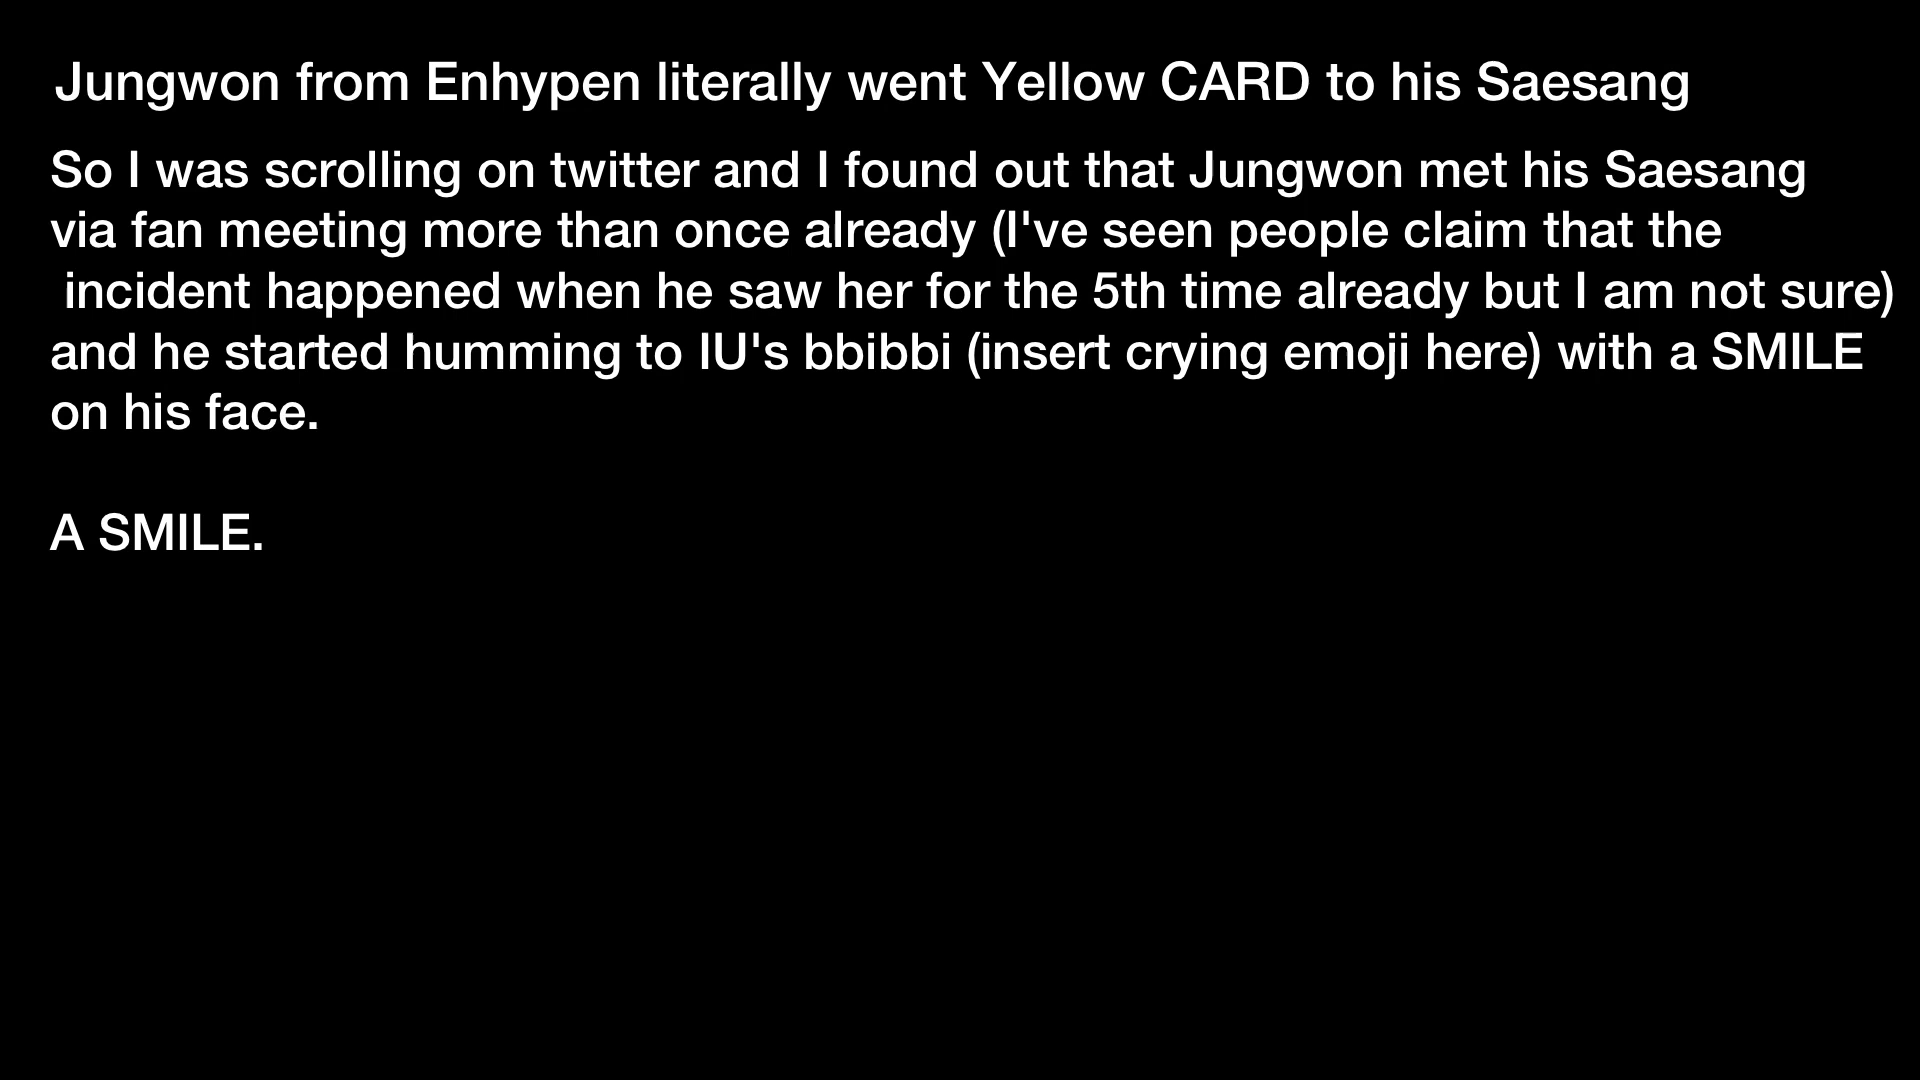 Jungwon from Enhypen literally went Yellow CARD to his Saesang
So I was scrolling on twitter and I found out that Jungwon met his Saesang
via fan meeting more than once already (I've seen people claim that the
incident happened when he saw her for the 5th time already but I am not sure)
and he started humming to IU's bbibbi (insert crying emoji here) with a SMILE
on his face.
A SMILE.